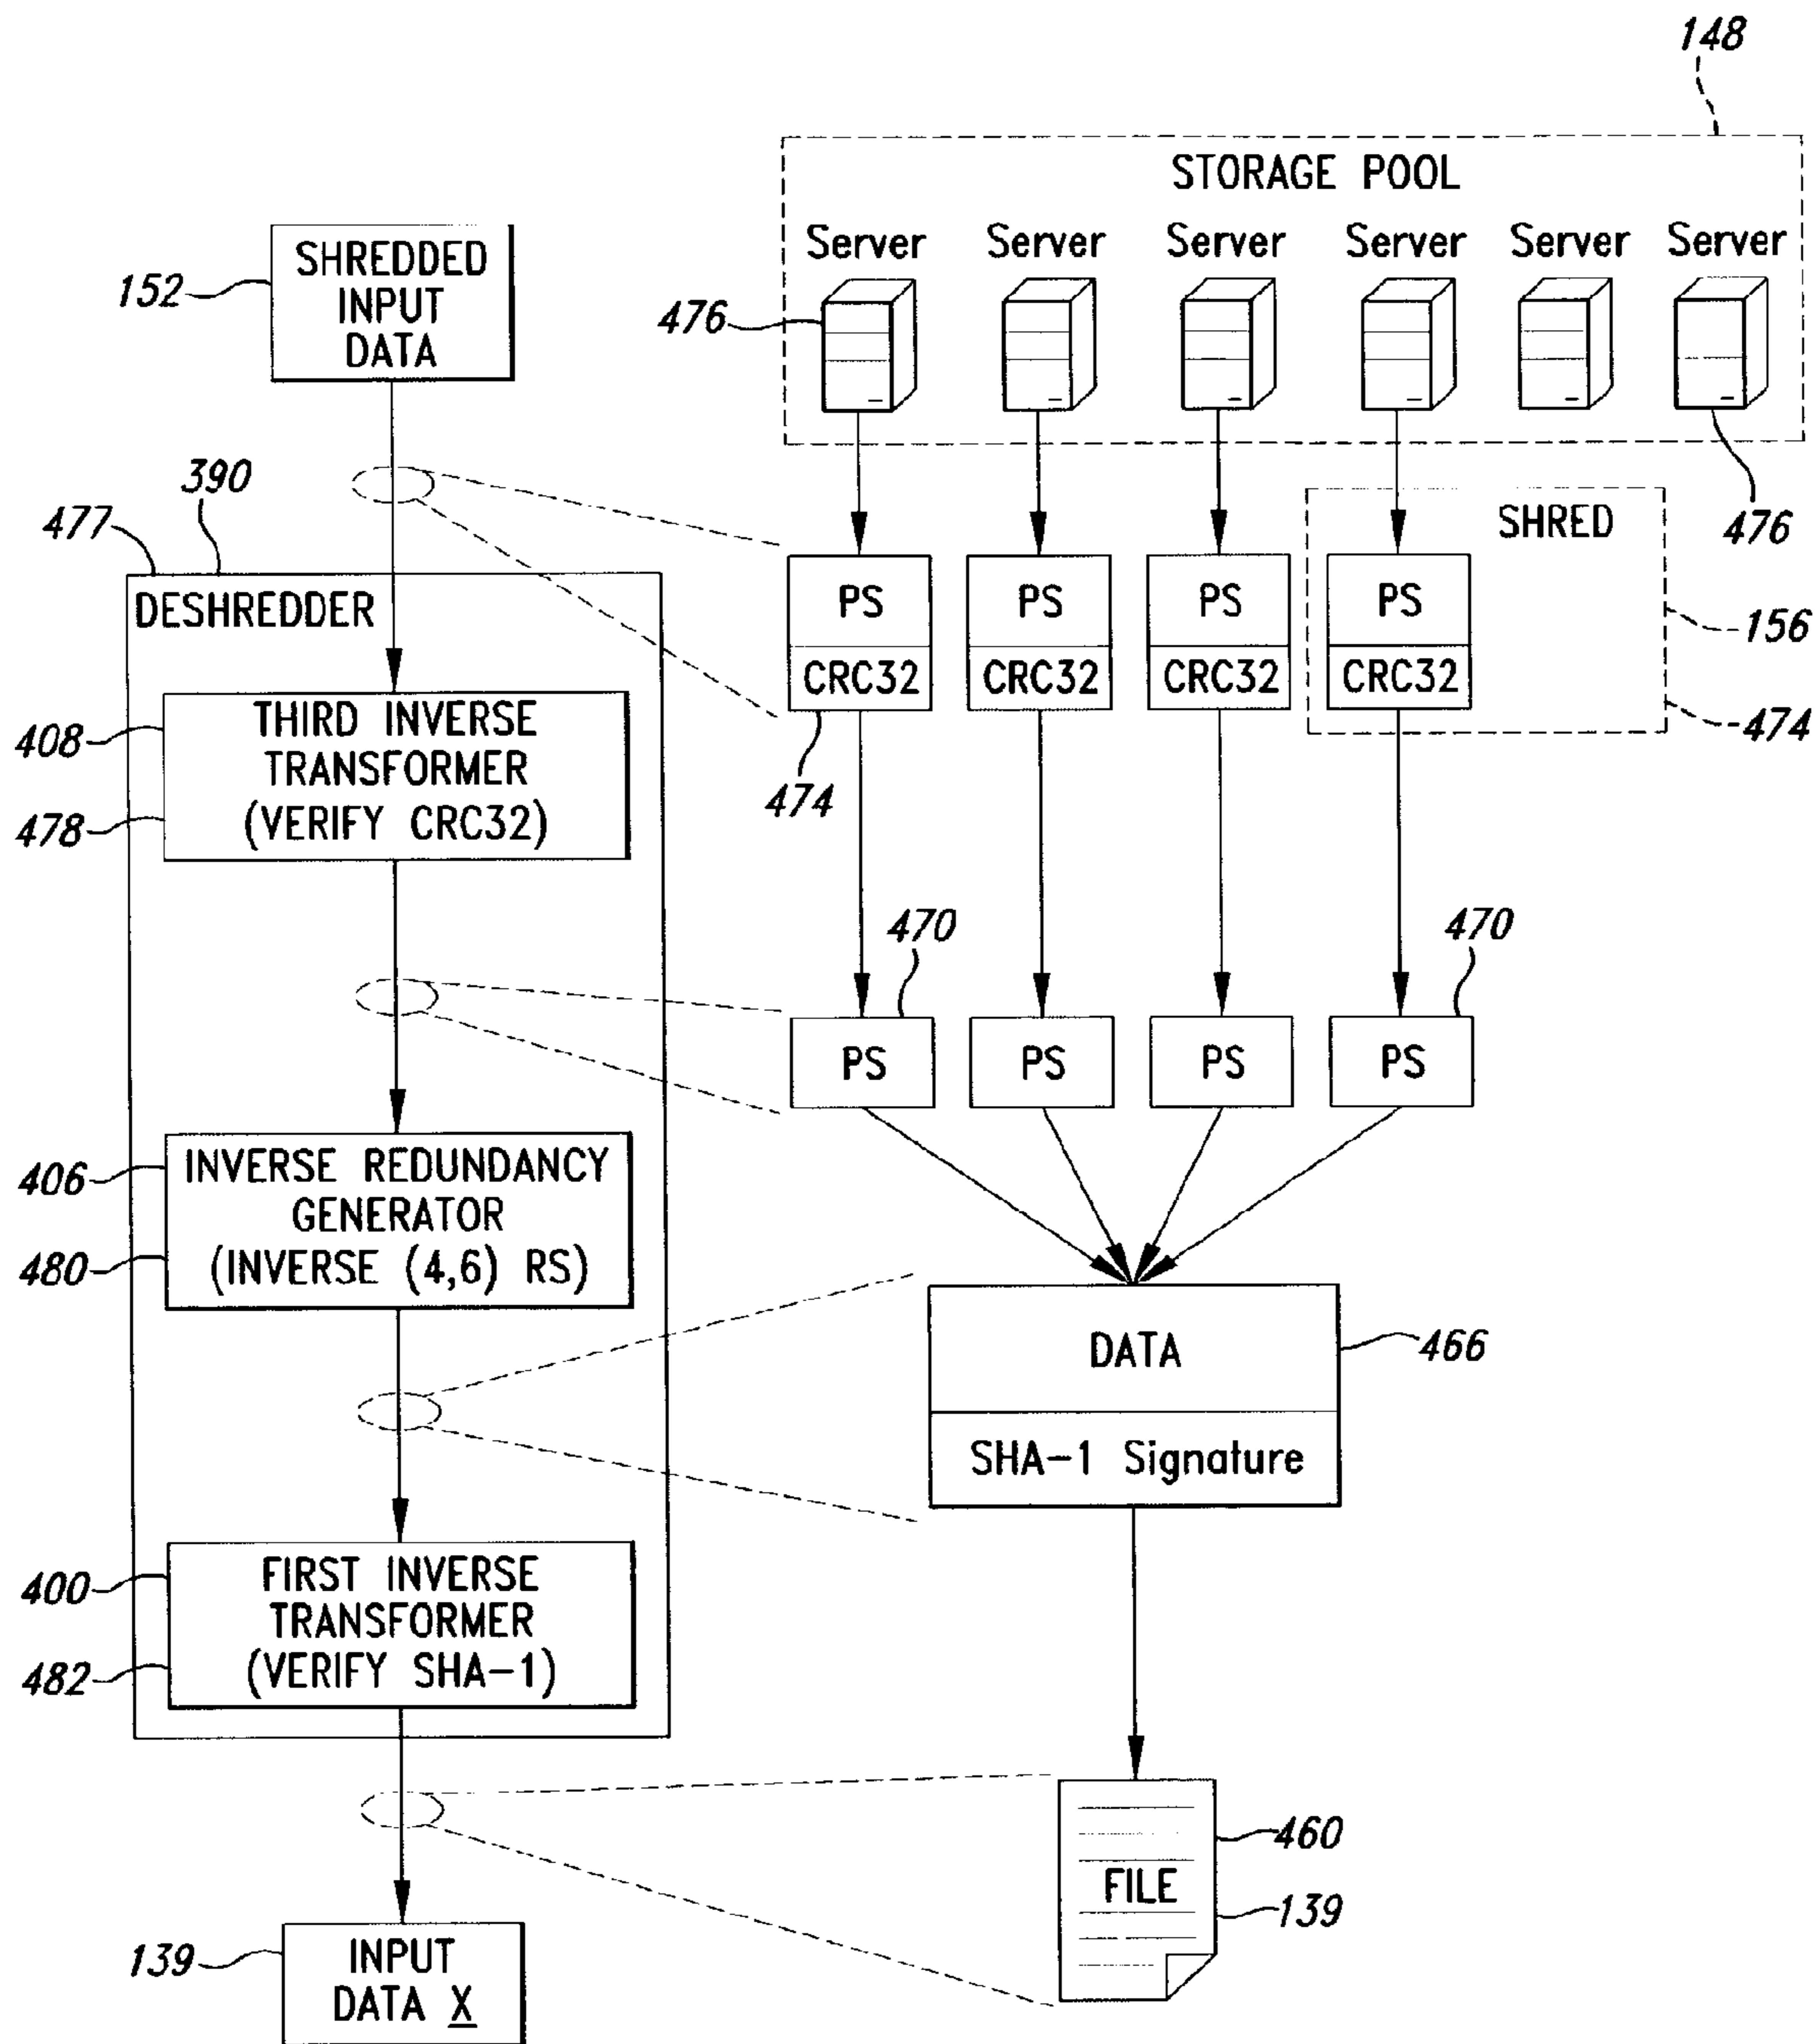 148
STORAGE POOL
Server Server Server Server Server Server
SHREDDED
INPUT
DATA
152
476
476
390
477
DESHREDDER
SHRED
PS PS PS PS
CRC32 CRC32 CRC32 CRC32
156
474
474
408
THIRD INVERSE
TRANSFORMER
(VERIFY CRC32)
478
470
470
PS PS PS PS
406
INVERSE REDUNDANCY
GENERATOR
(INVERSE (4,6) RS)
480
DATA
466
SHA-1 Signature
400
FIRST INVERSE
TRANSFORMER
(VERIFY SHA-1)
482
460
FILE
139
139
INPUT
DATA X